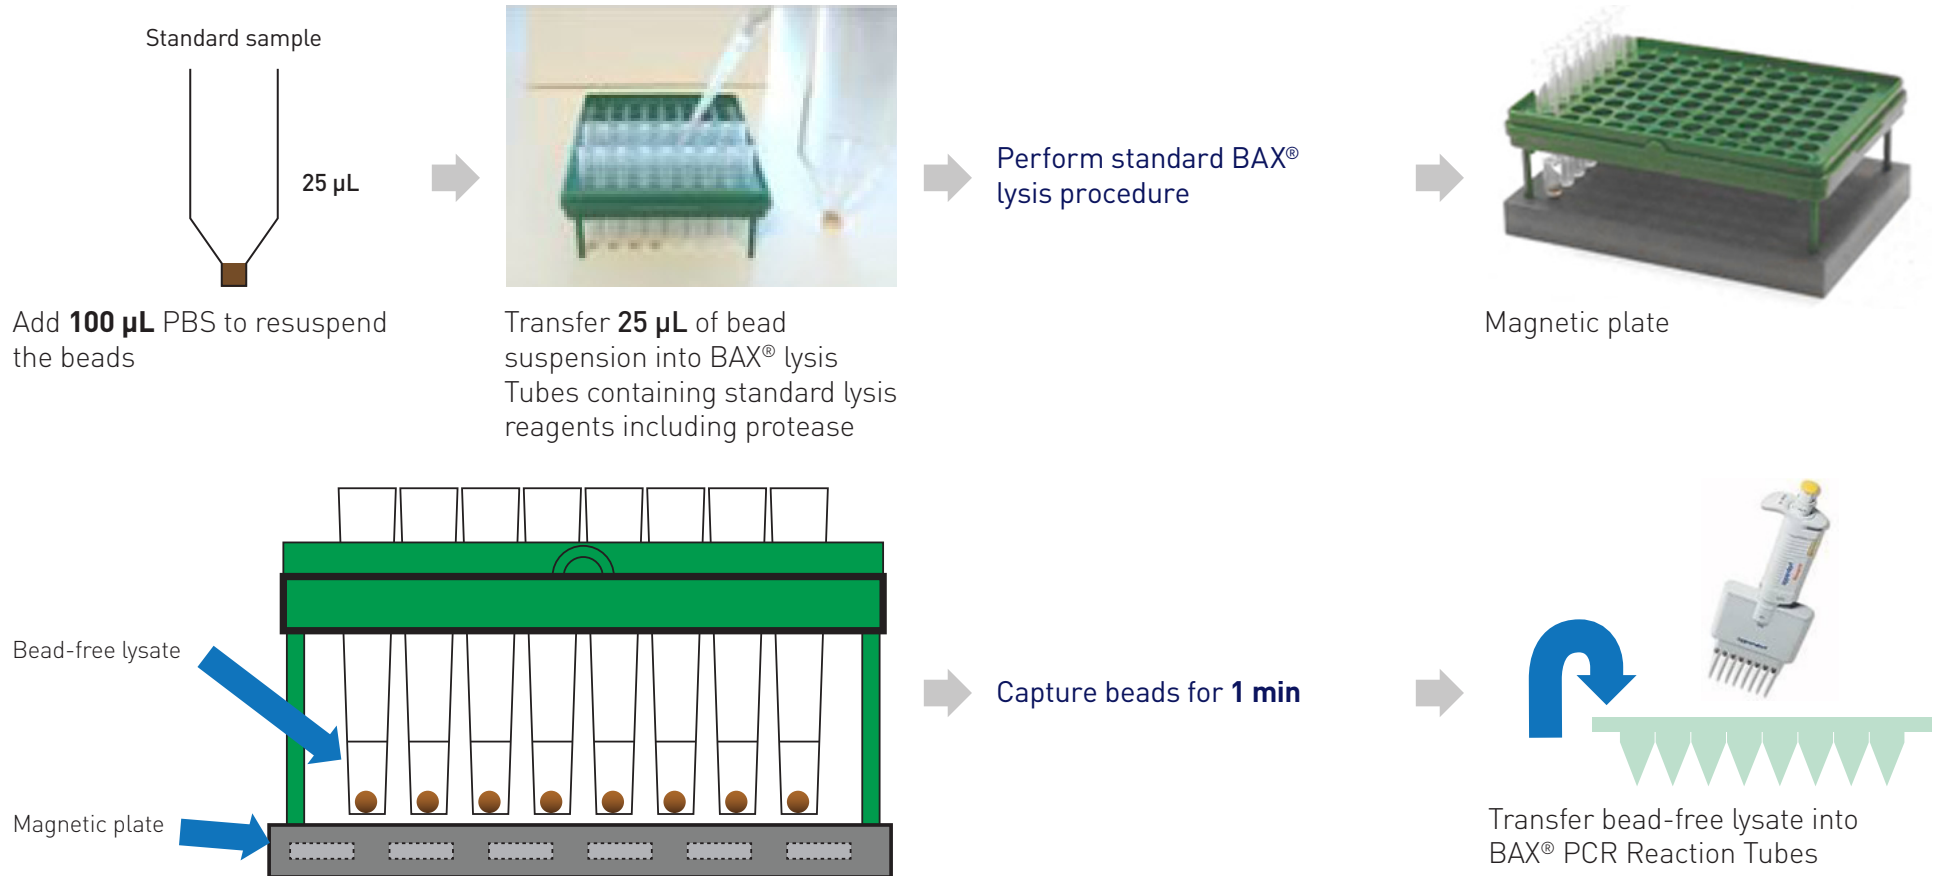 Standard sample
25 µL
Add 100 µL PBS to resuspend
the beads
Transfer 25 µL of bead
suspension into BAX® lysis
Tubes containing standard lysis
reagents including protease
Perform standard BAX®
lysis procedure
Magnetic plate
Bead-free lysate
Magnetic plate
Capture beads for 1 min
Transfer bead-free lysate into
BAX® PCR Reaction Tubes